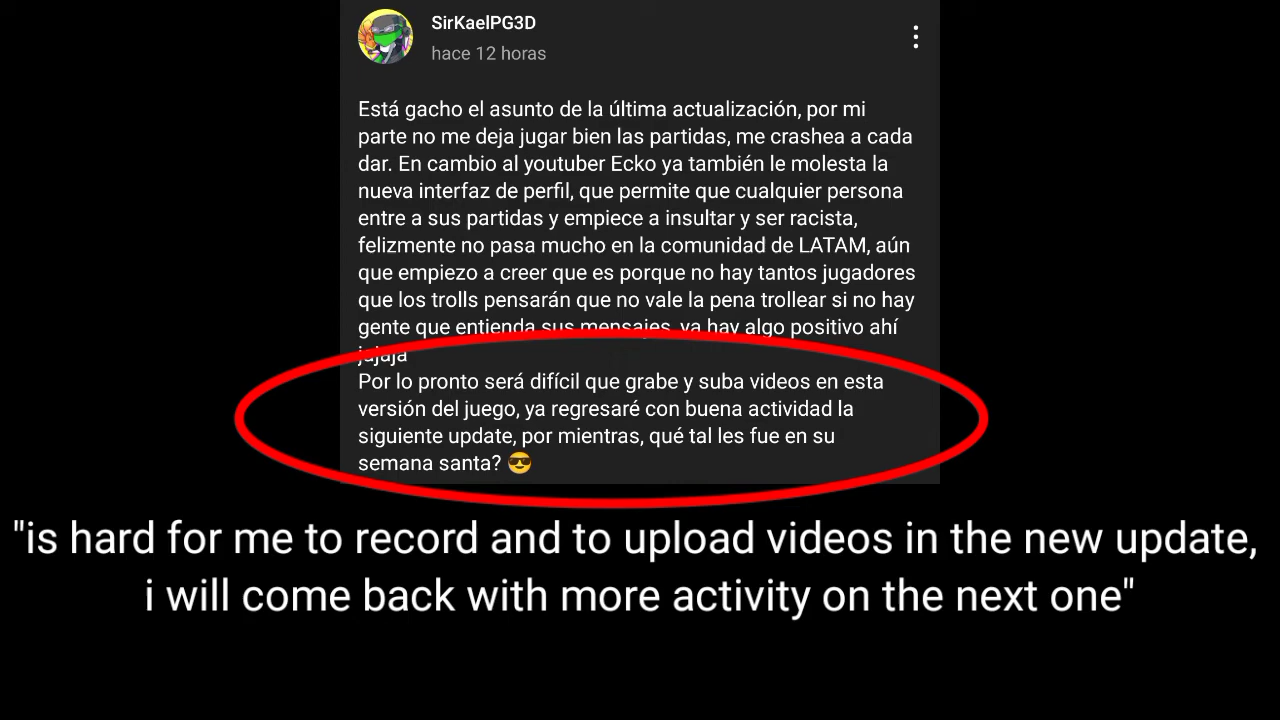 SirKaelPG3D
hace 12 horas
Está gacho el asunto de la última actualización, por mi
parte no me deja jugar bien las partidas, me crashea a cada
dar. En cambio al youtuber Ecko ya también le molesta la
nueva interfaz de perfil, que permite que cualquier persona
entre a sus partidas y empiece a insultar y ser racista,
felizmente no pasa mucho en la comunidad de LATAM, aún
que empiezo a creer que es porque no hay tantos jugadores
que los trolls pensarán que no vale la pena trollear si no hay
gente que entienda sus mensajes, ya hay algo positivo ahí
jajaja
Por lo pronto será difícil que grabe y suba videos en esta
versión del juego, ya regresaré con buena actividad la
siguiente update, por mientras, qué tal les fue en su
semana santa? 😎
"is hard for me to record and to upload videos in the new update,
i will come back with more activity on the next one"